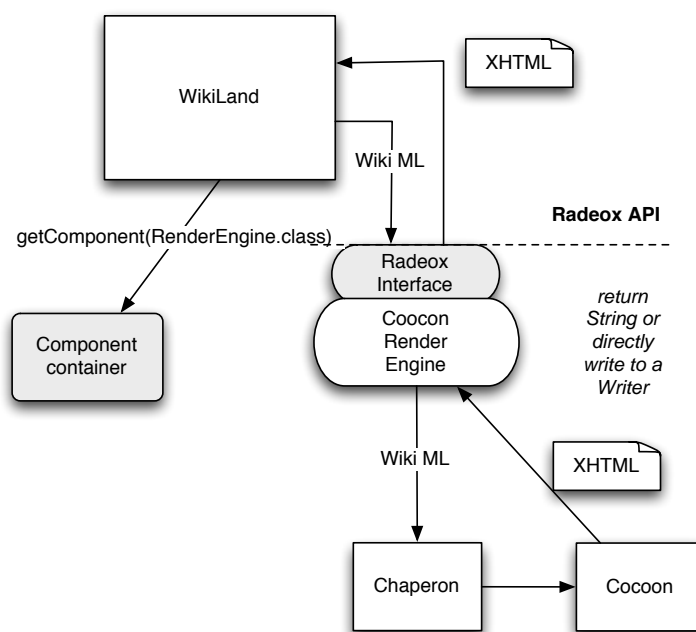 XHTML
WikiLand
Wiki ML
Radeox API
getComponent(RenderEngine.class)
Radeox
Interface
return
String or
directly
write to a
Writer
Coocon
Render
Engine
Component
container
Wiki ML
XHTML
Chaperon
Cocoon